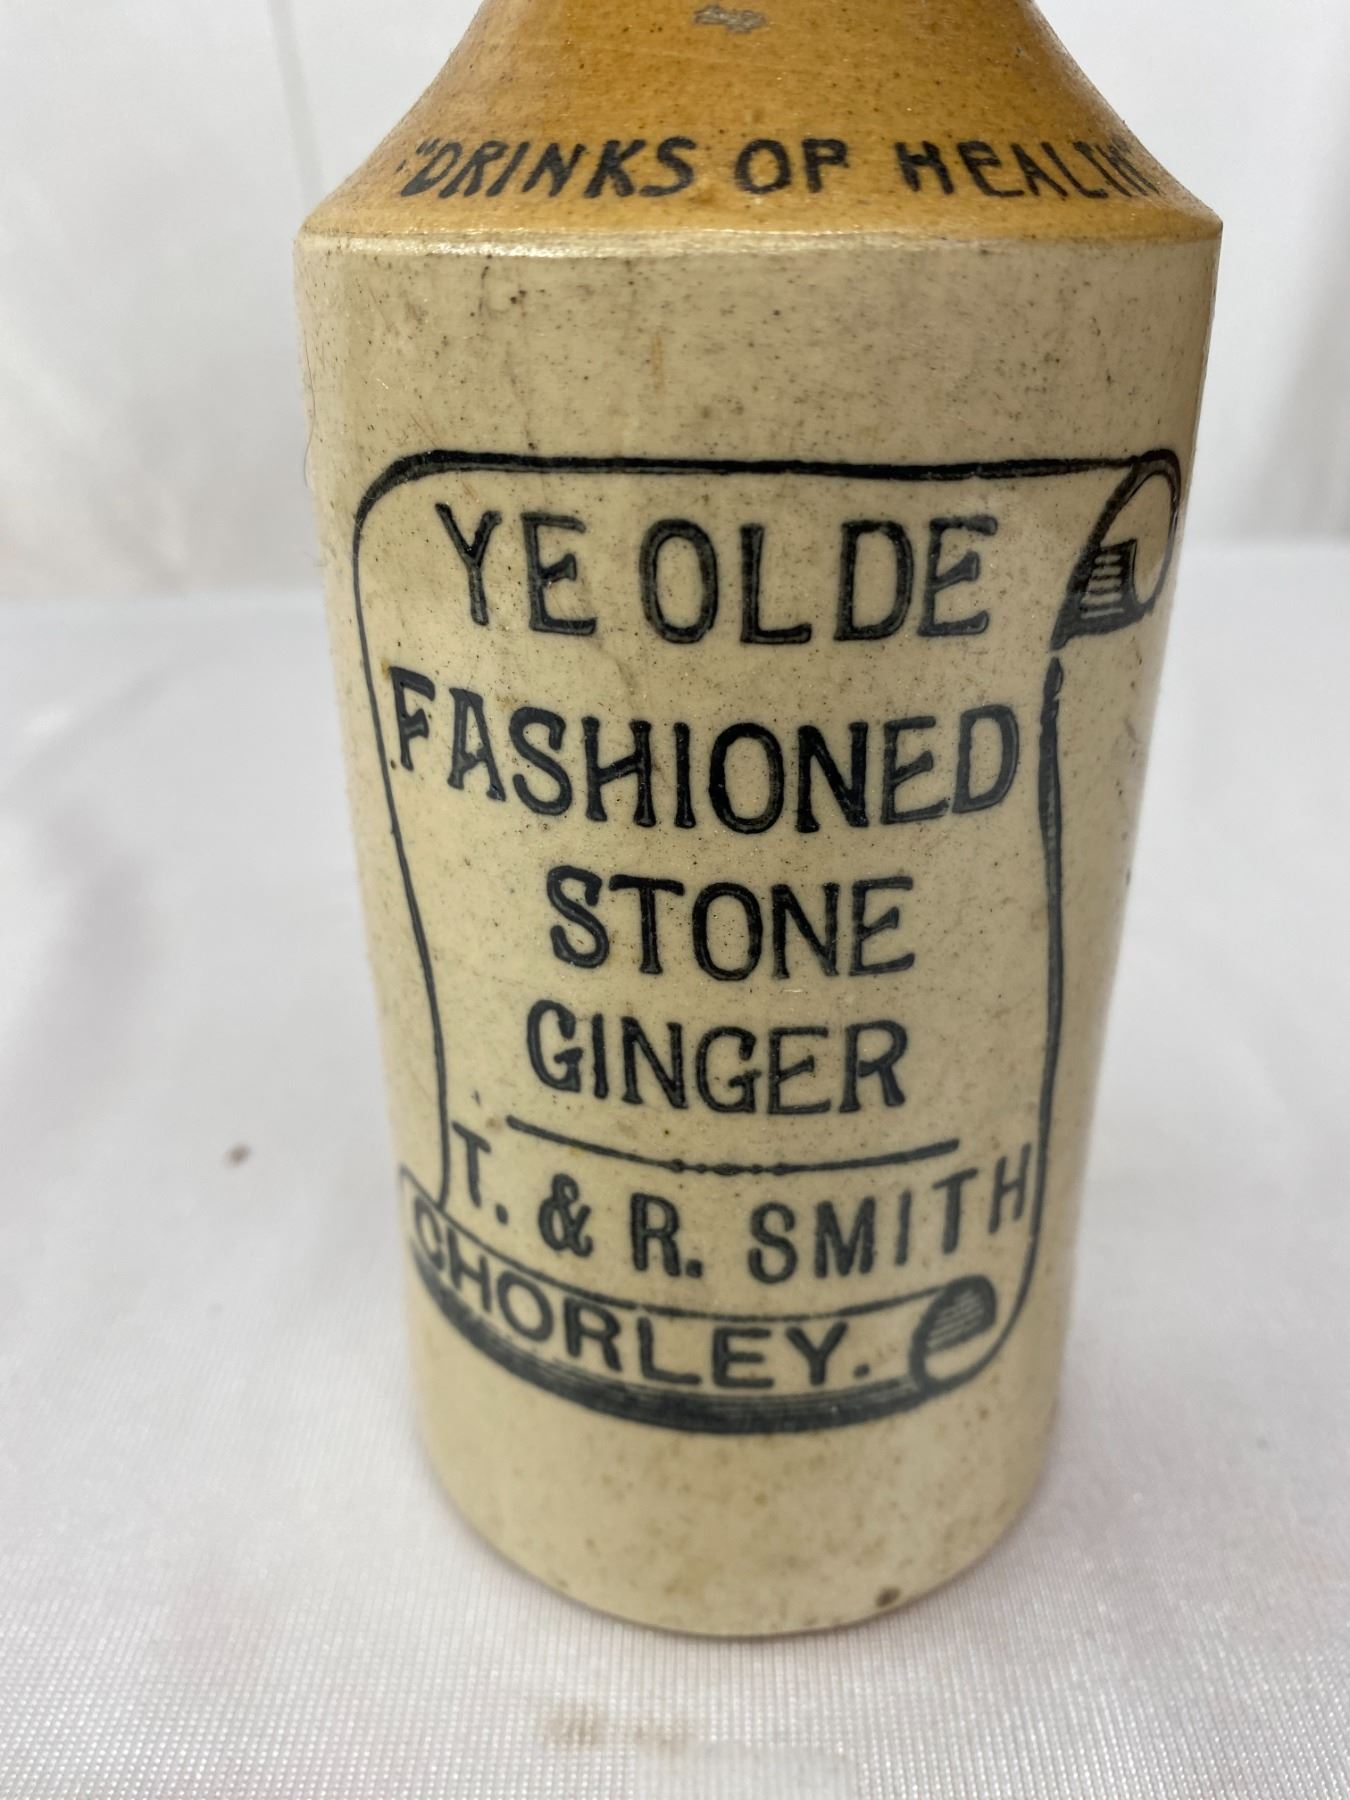 "DRINKS OF HEALTH"
YE OLDE
FASHIONED
STONE
GINGER
T. & R. SMITH
CHORLEY.